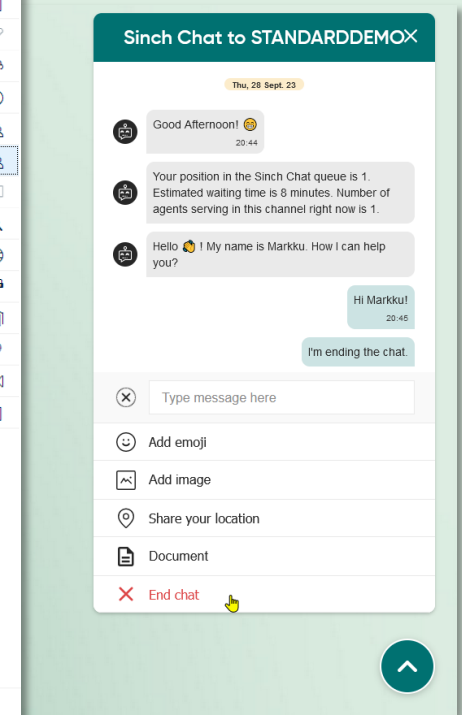 Sinch Chat to STANDARDDEMO
Thu, 28 Sept. 23
Good Afternoon! 😁
20:44
Your position in the Sinch Chat queue is 1.
Estimated waiting time is 8 minutes. Number of
agents serving in this channel right now is 1.
Hello 👋 ! My name is Markku. How I can help
you?
Hi Markku!
20:45
I'm ending the chat.
Type message here
Add emoji
Add image
Share your location
Document
End chat